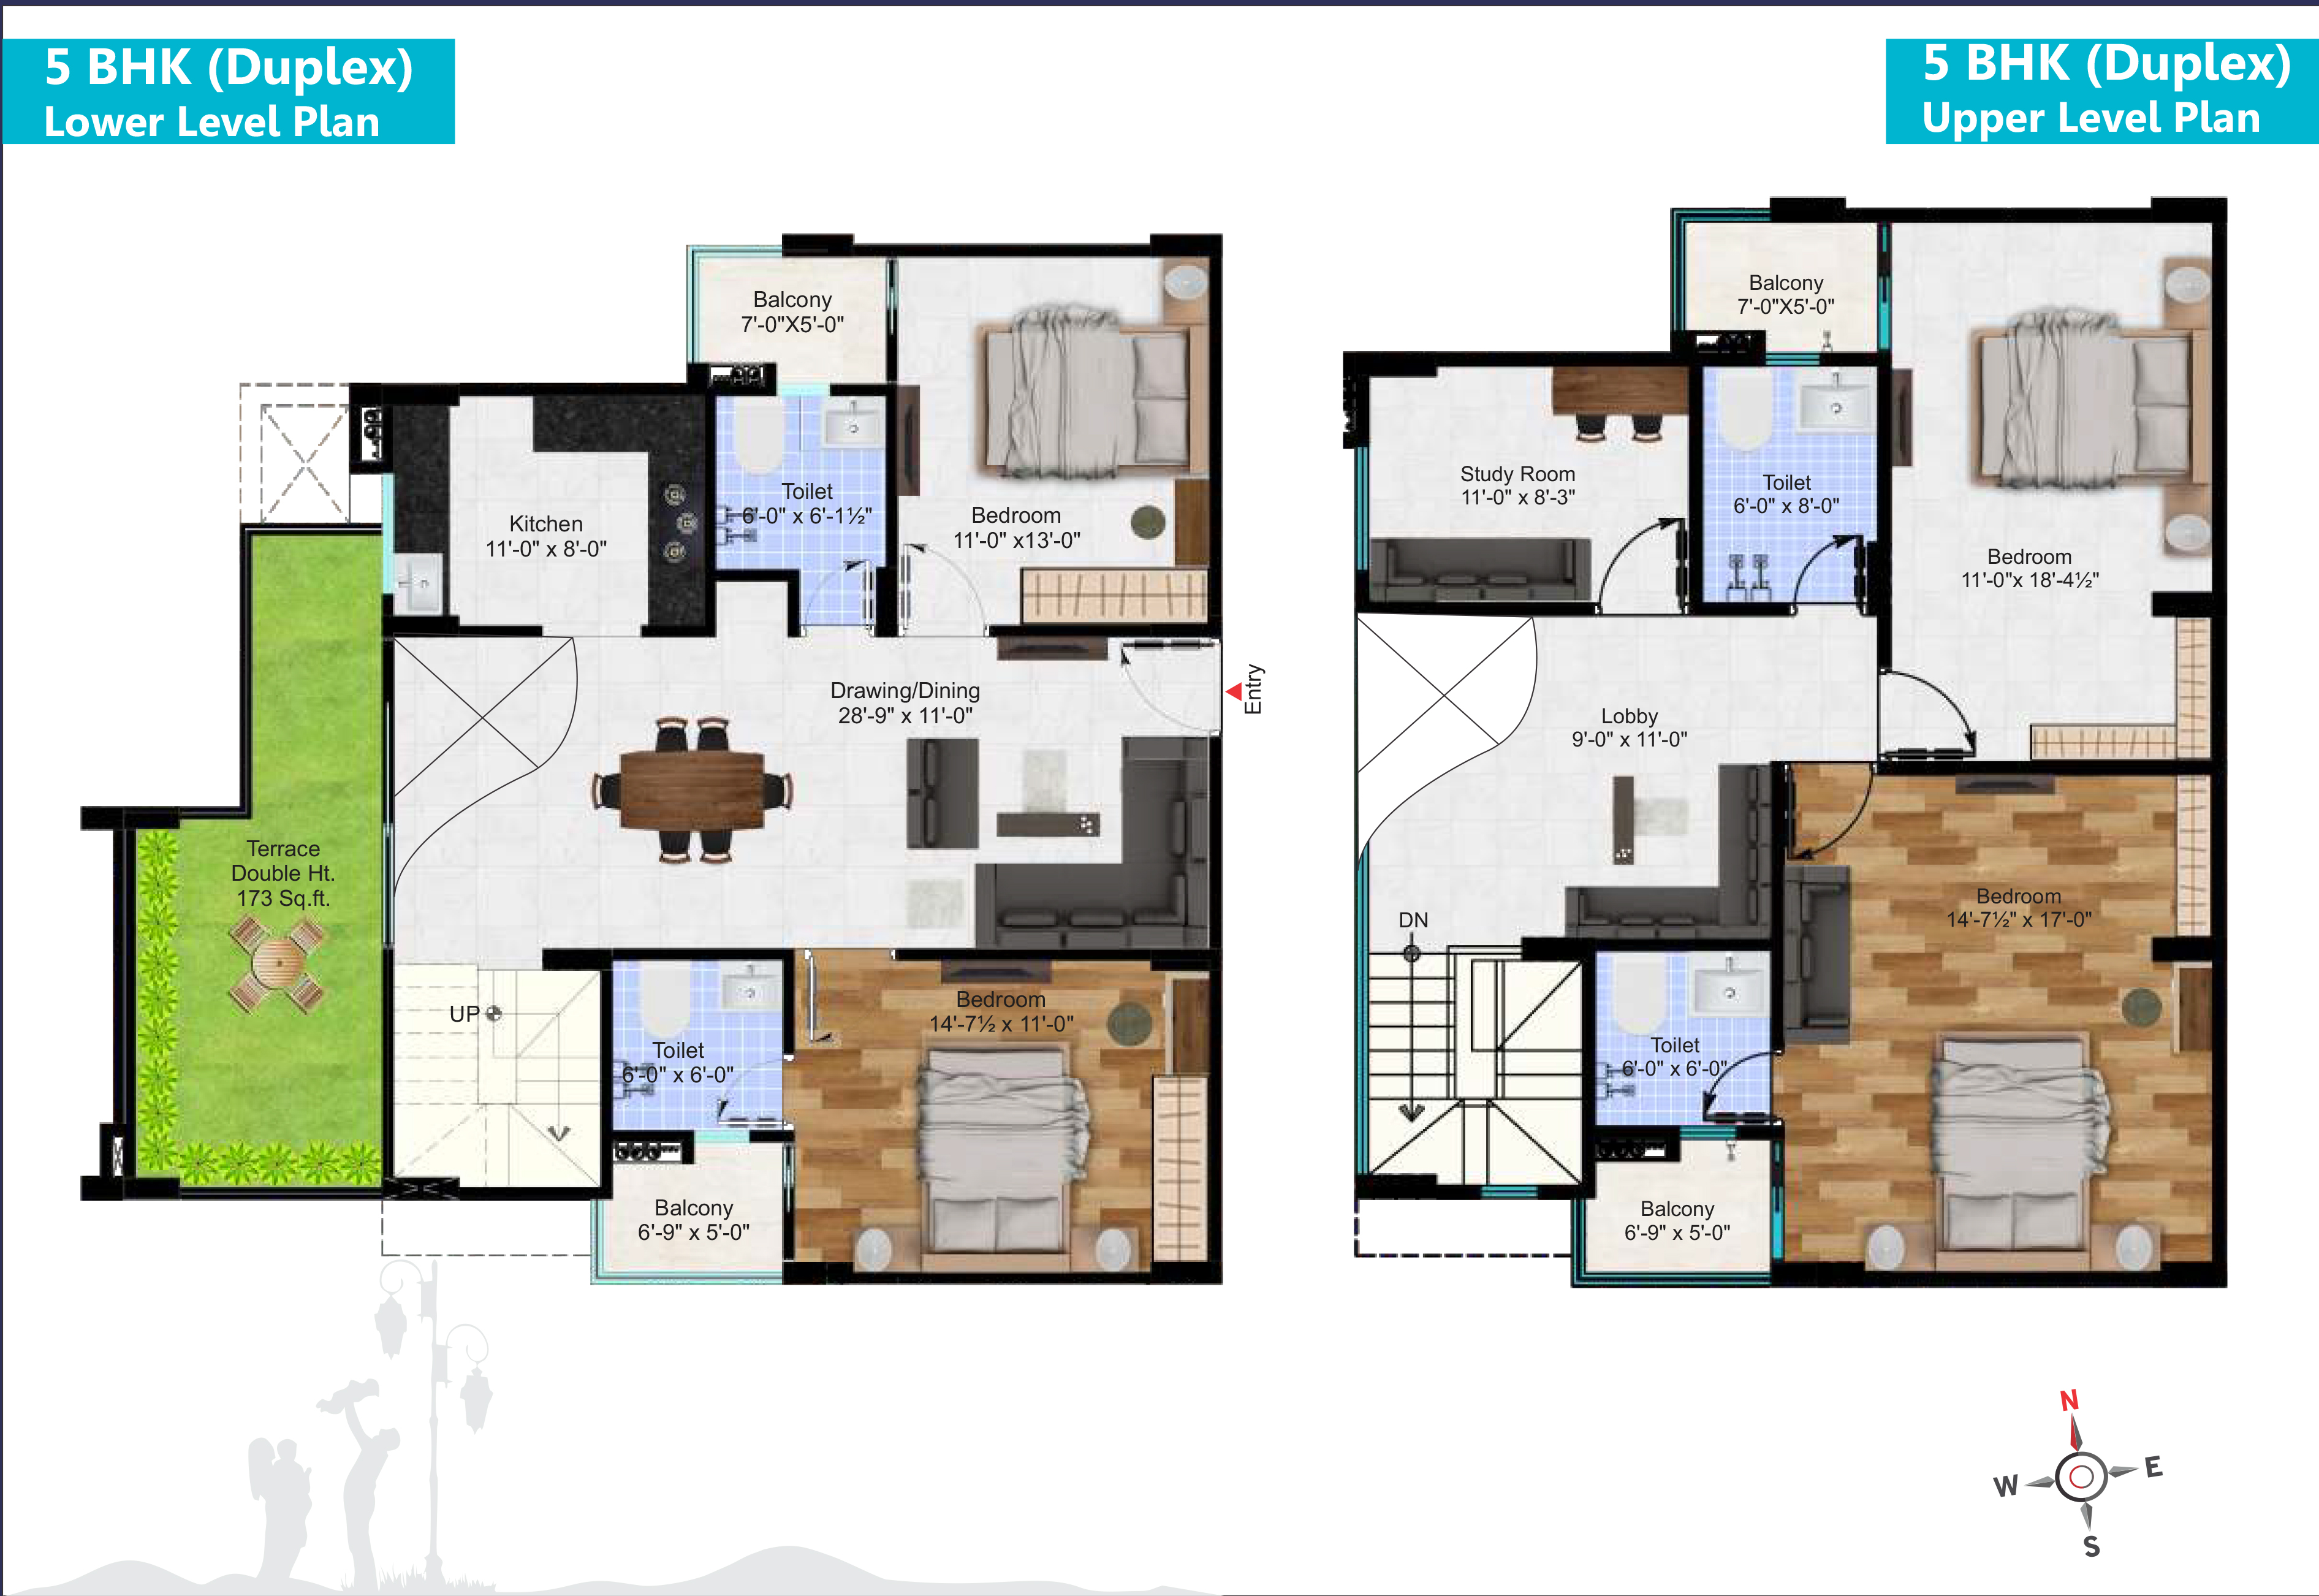 5 BHK (Duplex)
Lower Level Plan
5 BHK (Duplex)
Upper Level Plan
Balcony
7'-0"X5'-0"
Toilet
6'-0" x 6'-1½"
Bedroom
11'-0" x13'-0"
Kitchen
11'-0" x 8'-0"
Drawing/Dining
28'-9" x 11'-0"
Entry
Terrace
Double Ht.
173 Sq.ft.
UP
Toilet
6'-0" x 6'-0"
Bedroom
14'-7½ x 11'-0"
Balcony
6'-9" x 5'-0"
Balcony
7'-0"X5'-0"
Study Room
11'-0" x 8'-3"
Toilet
6'-0" x 8'-0"
Bedroom
11'-0"x 18'-4½"
Lobby
9'-0" x 11'-0"
DN
Bedroom
14'-7½" x 17'-0"
Toilet
6'-0" x 6'-0"
Balcony
6'-9" x 5'-0"
N
W
E
S